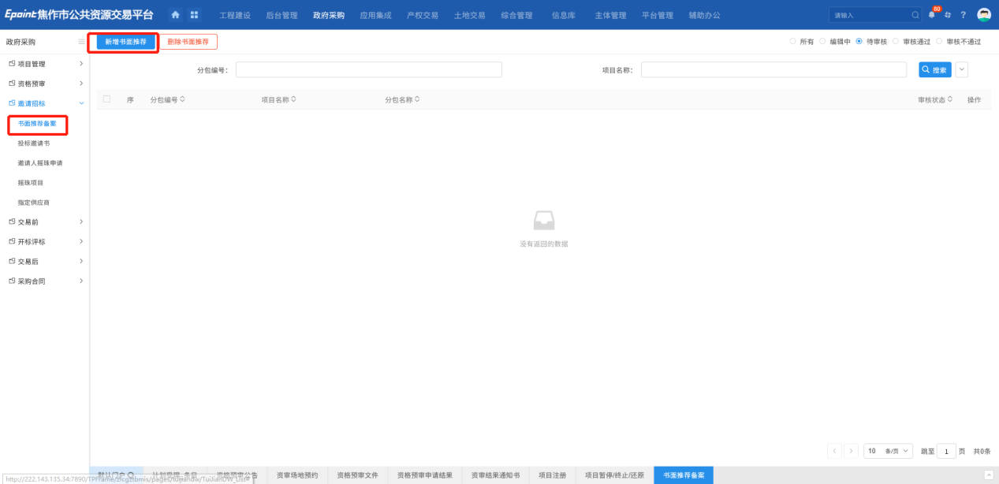 Epoint焦作市公共资源交易平台 工程建设 后台管理 政府采购 应用集成 产权交易 土地交易 综合管理 信息库 主体管理 平台管理 辅助办公 请输入 80 ?
政府采购 新增书面推荐 删除书面推荐 所有 编辑中 待审核 审核通过 审核不通过
项目管理
资格预审
邀请招标
书面推荐备案
投标邀请书
邀请人摇珠申请
摇珠项目
指定供应商
交易前
开标评标
交易后
采购合同
分包编号： 项目名称： 搜索
序 分包编号 项目名称 分包名称 审核状态 操作
没有返回的数据
10 条/页 跳至 1 页 共0条
默认门户 计划受理-条目 资格预审公告 资审场地预约 资格预审文件 资格预审申请结果 资审结果通知书 项目注册 项目暂停/终止/还原 书面推荐备案
http://222.143.135.34:7890/TPFrame/zfcgztbmis/pages/tuijiandw/TuiJianDW_List=